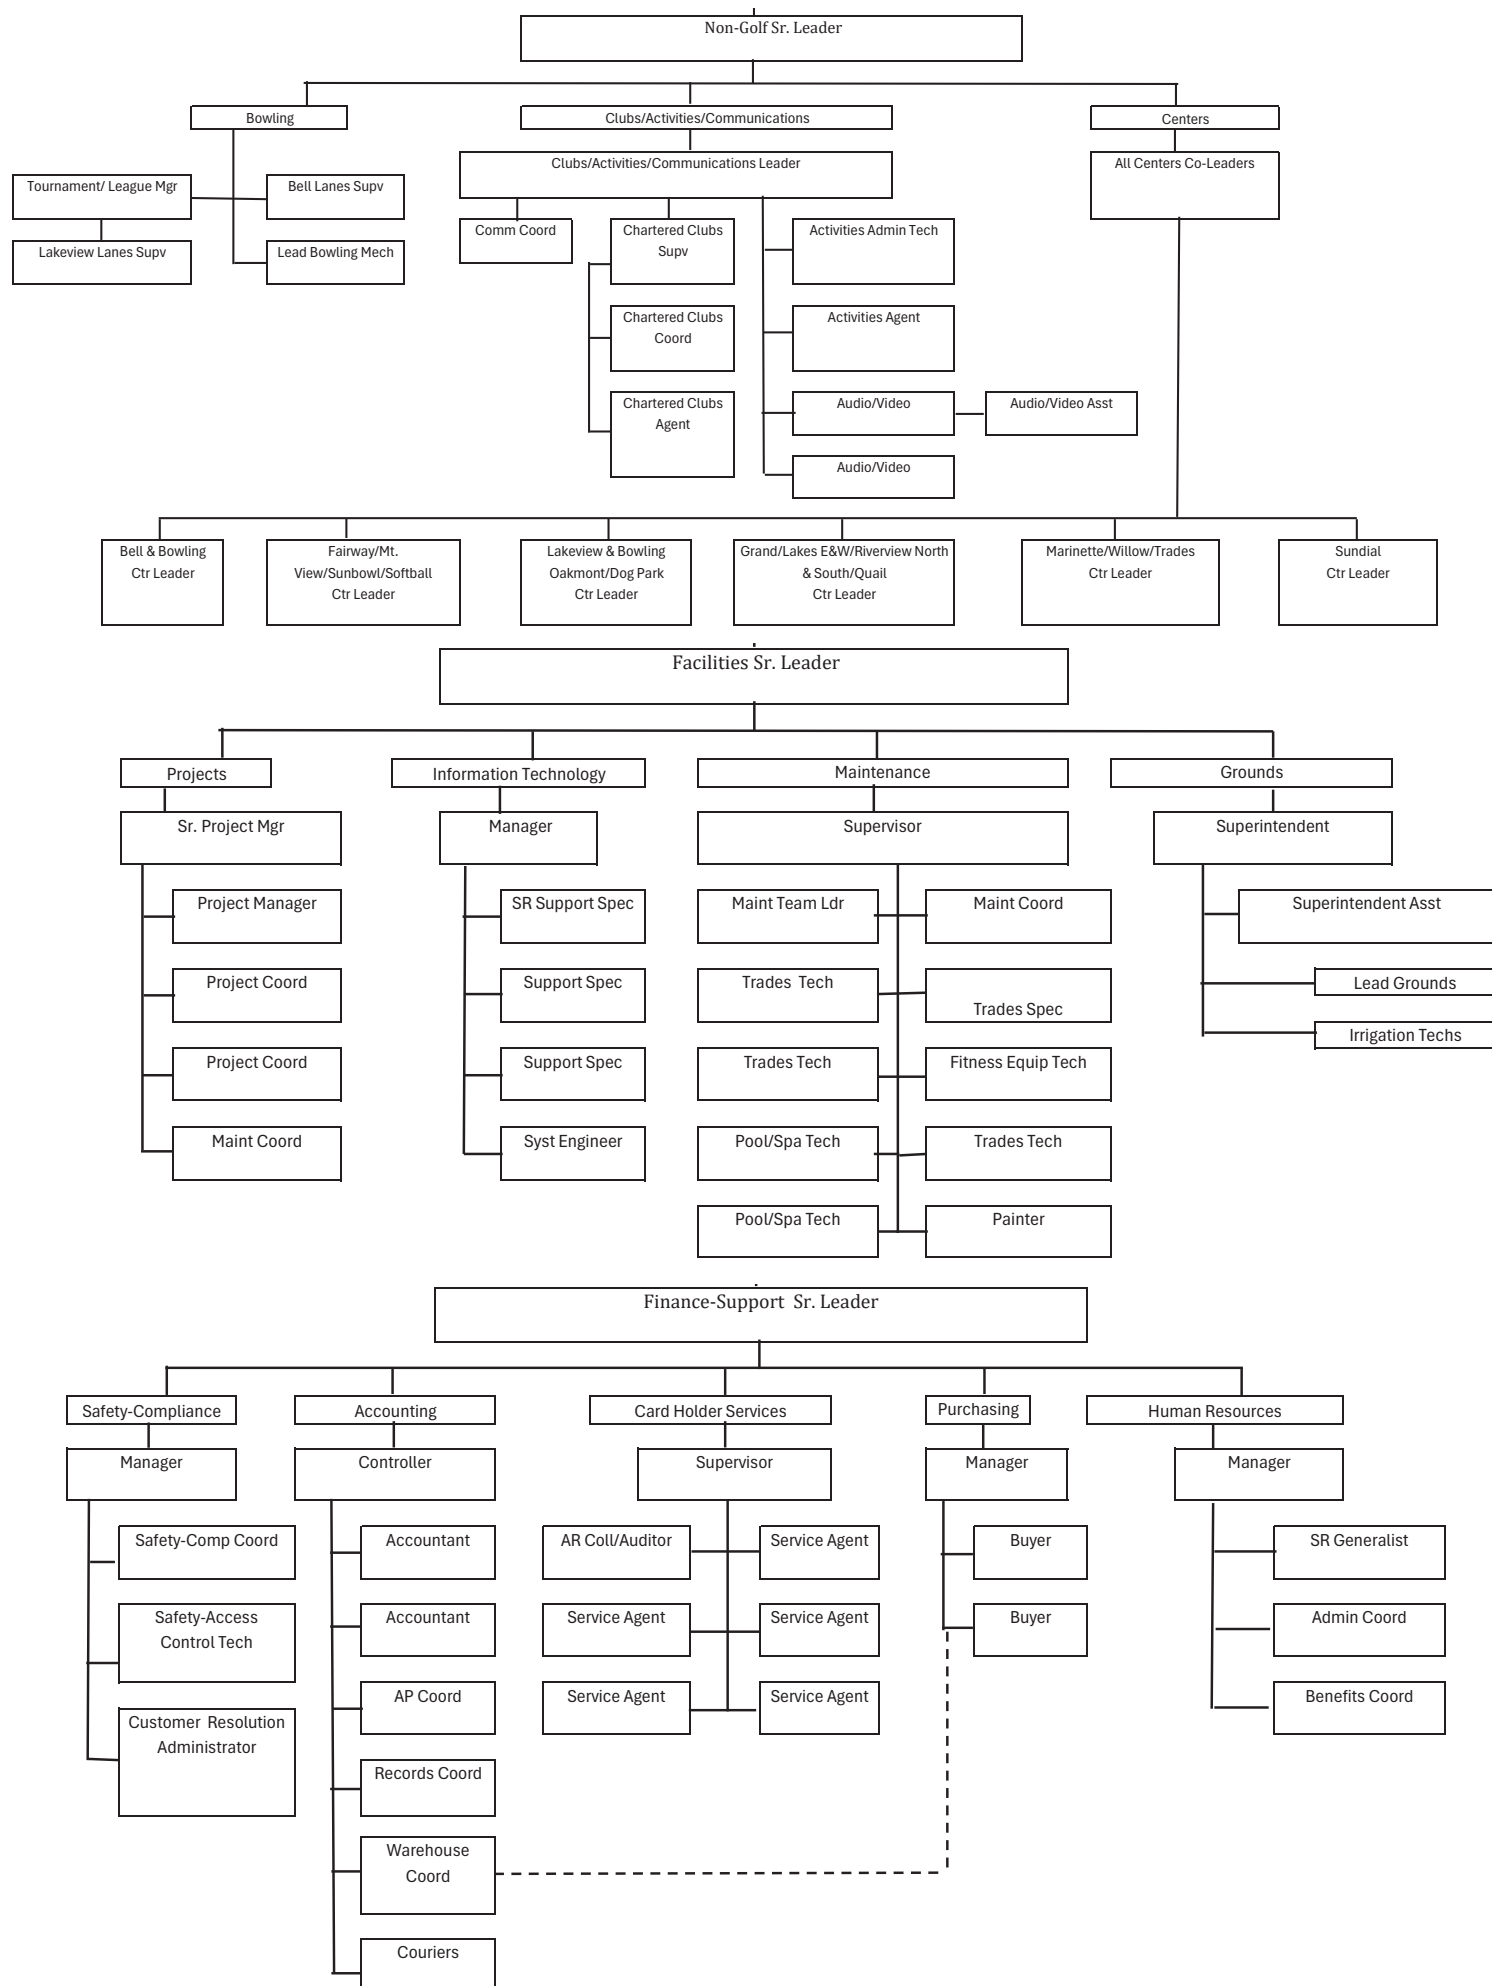 Non-Golf Sr. Leader
Bowling
Clubs/Activities/Communications
Centers
Clubs/Activities/Communications Leader
All Centers Co-Leaders
Tournament/ League Mgr
Bell Lanes Supv
Lakeview Lanes Supv
Lead Bowling Mech
Comm Coord
Chartered Clubs
Supv
Activities Admin Tech
Chartered Clubs
Coord
Activities Agent
Chartered Clubs
Agent
Audio/Video
Audio/Video Asst
Audio/Video
Bell & Bowling
Ctr Leader
Fairway/Mt.
View/Sunbowl/Softball
Ctr Leader
Lakeview & Bowling
Oakmont/Dog Park
Ctr Leader
Grand/Lakes E&W/Riverview North
& South/Quail
Ctr Leader
Marinette/Willow/Trades
Ctr Leader
Sundial
Ctr Leader
Facilities Sr. Leader
Projects
Information Technology
Maintenance
Grounds
Sr. Project Mgr
Manager
Supervisor
Superintendent
Project Manager
SR Support Spec
Maint Team Ldr
Maint Coord
Superintendent Asst
Project Coord
Support Spec
Trades Tech
Trades Spec
Lead Grounds
Irrigation Techs
Project Coord
Support Spec
Trades Tech
Fitness Equip Tech
Maint Coord
Syst Engineer
Pool/Spa Tech
Trades Tech
Pool/Spa Tech
Painter
Finance-Support Sr. Leader
Safety-Compliance
Accounting
Card Holder Services
Purchasing
Human Resources
Manager
Controller
Supervisor
Manager
Manager
Safety-Comp Coord
Accountant
AR Coll/Auditor
Service Agent
Buyer
SR Generalist
Safety-Access
Control Tech
Accountant
Service Agent
Service Agent
Buyer
Admin Coord
Customer Resolution
Administrator
AP Coord
Service Agent
Service Agent
Benefits Coord
Records Coord
Warehouse
Coord
Couriers